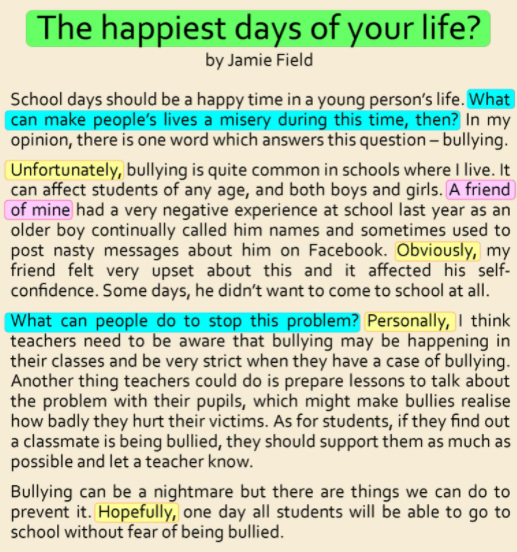 The happiest days of your life?
by Jamie Field
School days should be a happy time in a young person's life. What
can make people's lives a misery during this time, then? In my
opinion, there is one word which answers this question – bullying.
Unfortunately, bullying is quite common in schools where I live. It
can affect students of any age, and both boys and girls. A friend
of mine had a very negative experience at school last year as an
older boy continually called him names and sometimes used to
post nasty messages about him on Facebook. Obviously, my
friend felt very upset about this and it affected his self-
confidence. Some days, he didn't want to come to school at all.
What can people do to stop this problem? Personally, I think
teachers need to be aware that bullying may be happening in
their classes and be very strict when they have a case of bullying.
Another thing teachers could do is prepare lessons to talk about
the problem with their pupils, which might make bullies realise
how badly they hurt their victims. As for students, if they find out
a classmate is being bullied, they should support them as much as
possible and let a teacher know.
Bullying can be a nightmare but there are things we can do to
prevent it. Hopefully, one day all students will be able to go to
school without fear of being bullied.